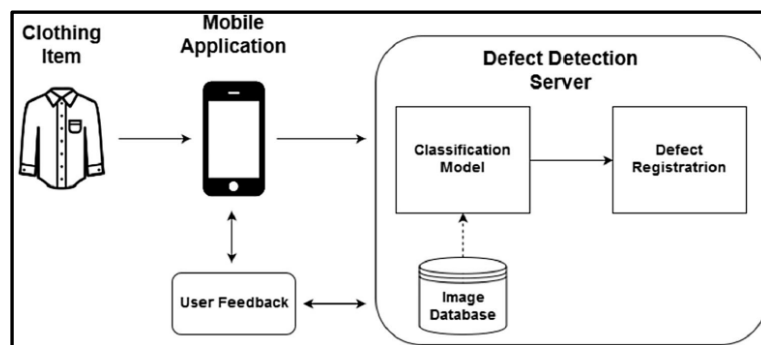 Clothing
Item
Mobile
Application
Defect Detection
Server
Classification
Model
Defect
Registratrion
User Feedback
Image
Database